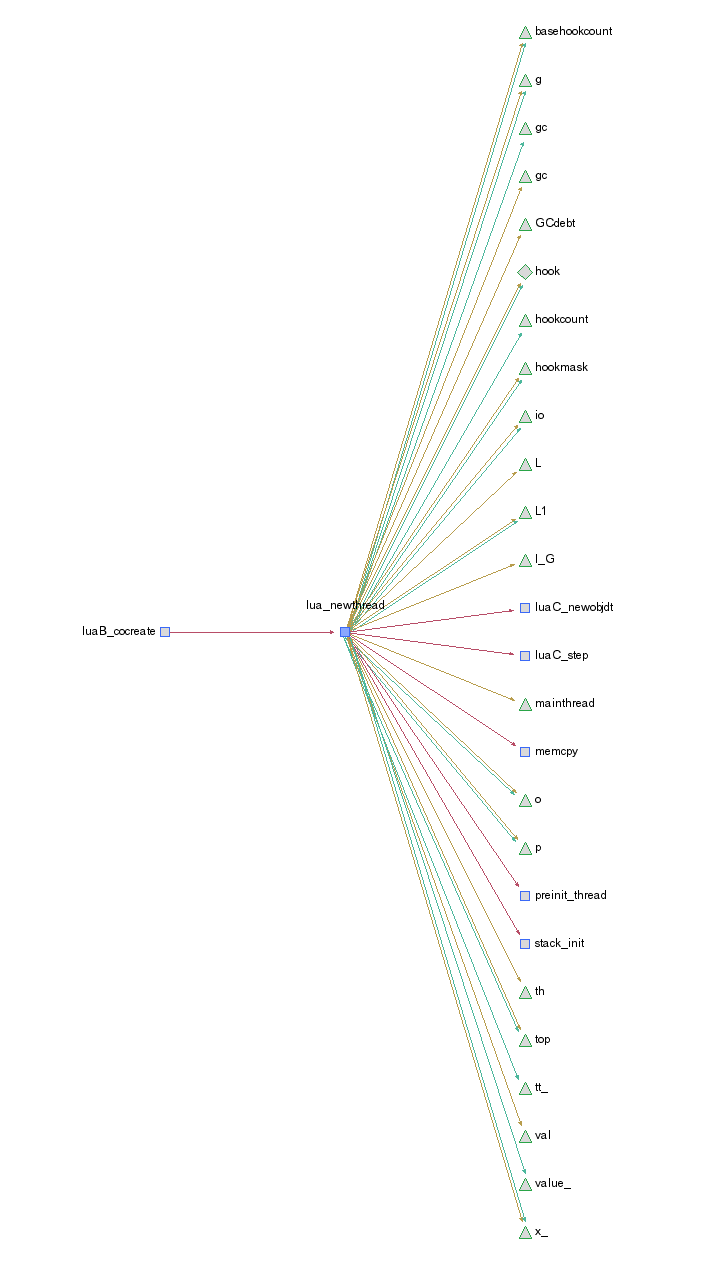 basehookcount
g
gc
gc
GCdebt
hook
hookcount
hookmask
io
L
L1
l_G
lua_newthread
luaC_newobjdt
luaB_cocreate
luaC_step
mainthread
memcpy
o
p
preinit_thread
stack_init
th
top
tt_
val
value_
x_